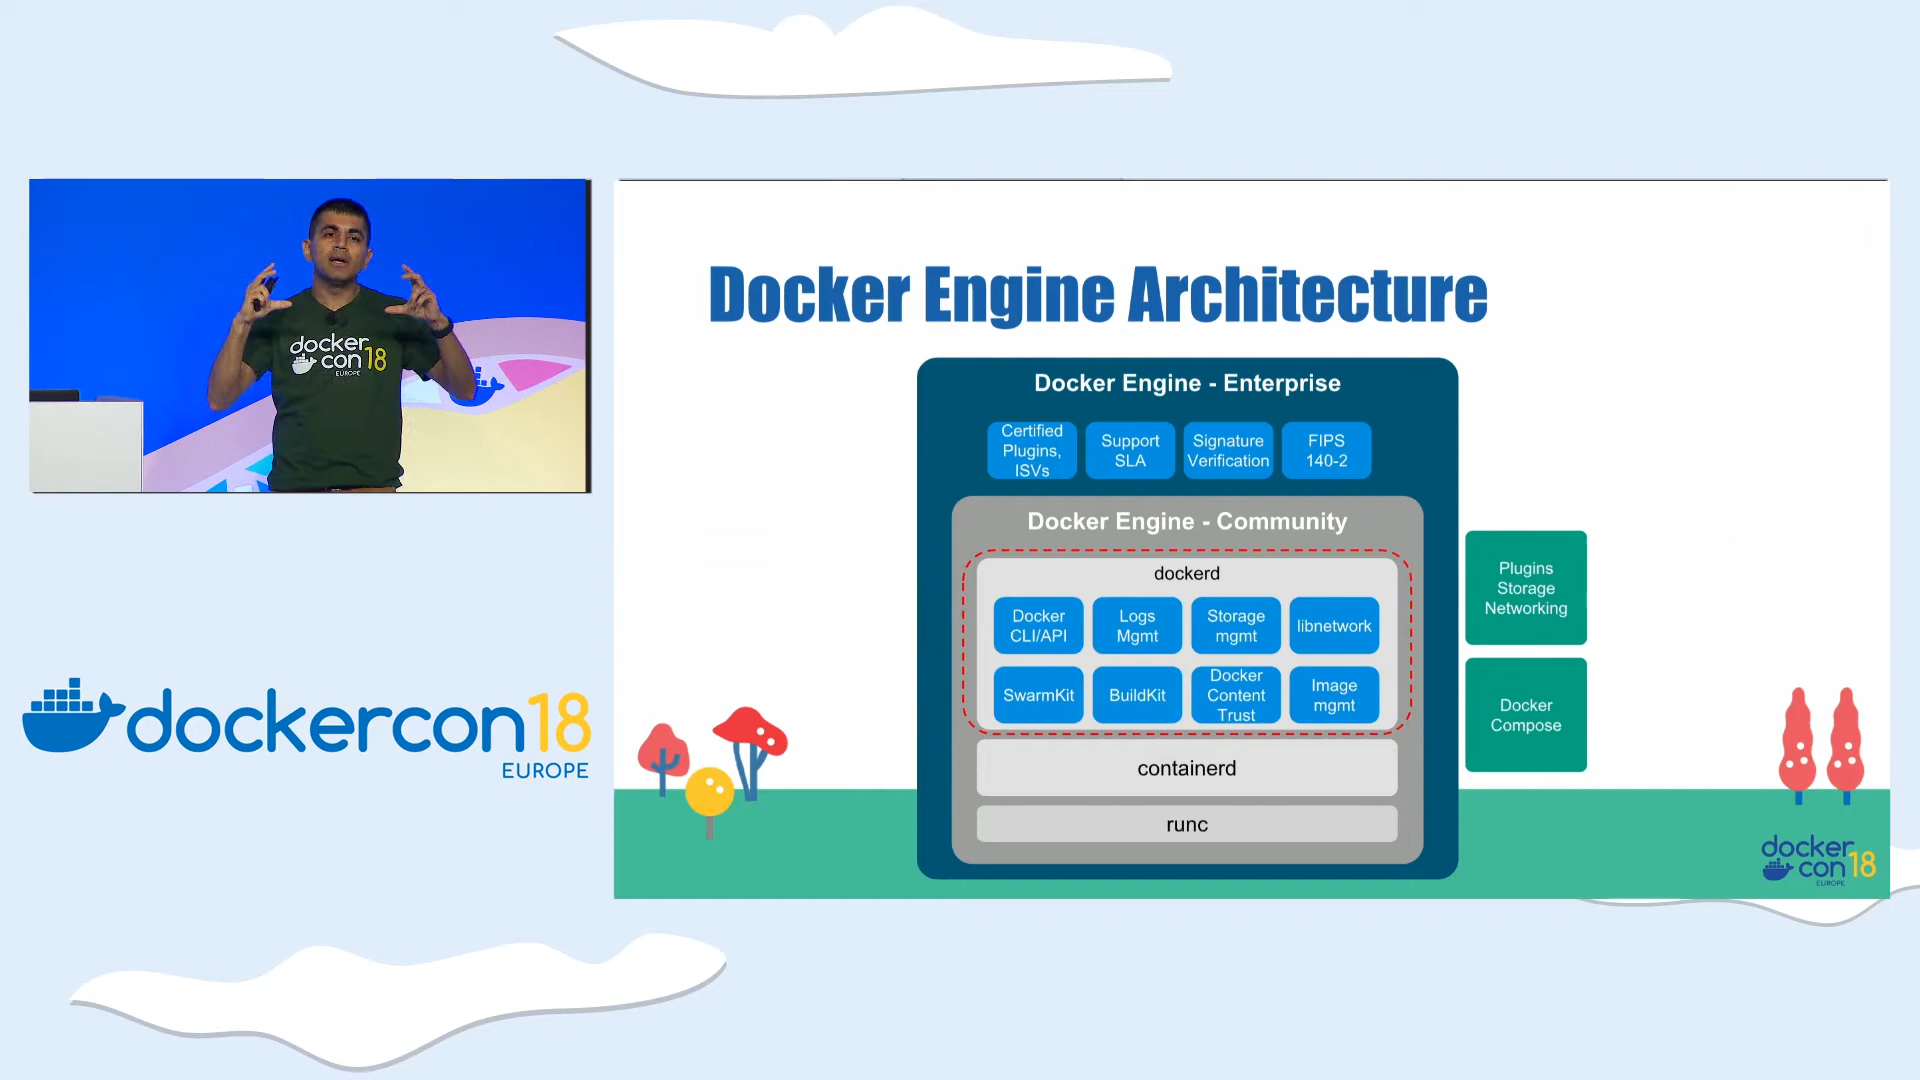 docker
con 18
EUROPE
dockercon18
EUROPE
Docker Engine Architecture
Docker Engine - Enterprise
Certified
Plugins,
ISVs
Support
SLA
Signature
Verification
FIPS
140-2
Docker Engine - Community
dockerd
Docker
CLI/API
Logs
Mgmt
Storage
mgmt
libnetwork
SwarmKit
BuildKit
Docker
Content
Trust
Image
mgmt
containerd
runc
Plugins
Storage
Networking
Docker
Compose
docker
con 18
EUROPE